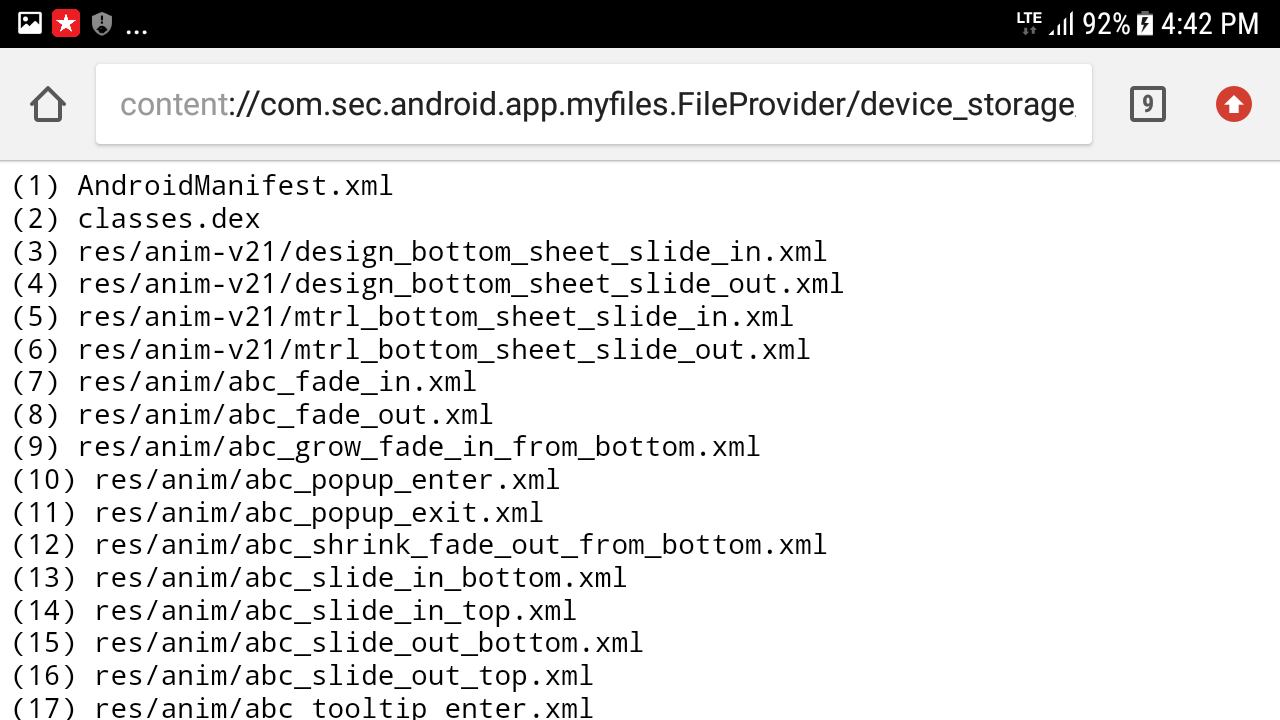 ... LTE 92% 4:42 PM
content://com.sec.android.app.myfiles.FileProvider/device_storage
9
(1) AndroidManifest.xml
(2) classes.dex
(3) res/anim-v21/design_bottom_sheet_slide_in.xml
(4) res/anim-v21/design_bottom_sheet_slide_out.xml
(5) res/anim-v21/mtrl_bottom_sheet_slide_in.xml
(6) res/anim-v21/mtrl_bottom_sheet_slide_out.xml
(7) res/anim/abc_fade_in.xml
(8) res/anim/abc_fade_out.xml
(9) res/anim/abc_grow_fade_in_from_bottom.xml
(10) res/anim/abc_popup_enter.xml
(11) res/anim/abc_popup_exit.xml
(12) res/anim/abc_shrink_fade_out_from_bottom.xml
(13) res/anim/abc_slide_in_bottom.xml
(14) res/anim/abc_slide_in_top.xml
(15) res/anim/abc_slide_out_bottom.xml
(16) res/anim/abc_slide_out_top.xml
(17) res/anim/abc_tooltip_enter.xml